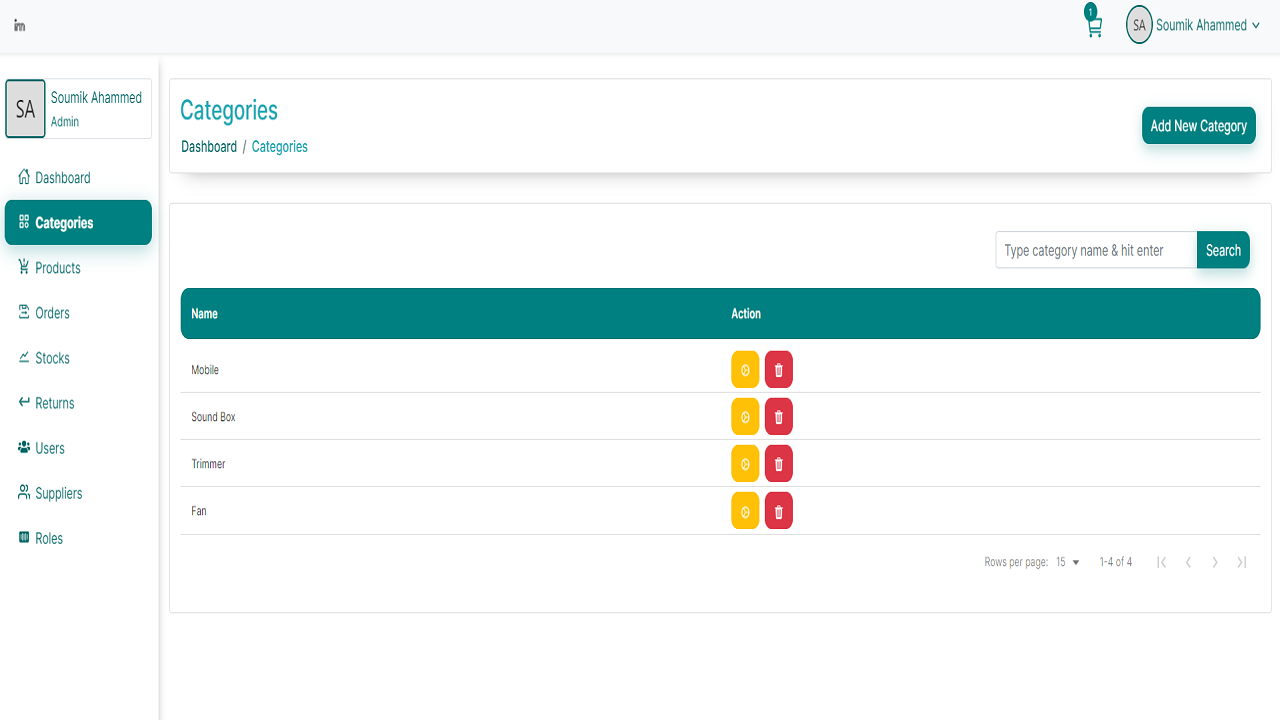 im
1
SA Soumik Ahammed
SA
Soumik Ahammed
Admin
Dashboard
Categories
Products
Orders
Stocks
Returns
Users
Suppliers
Roles
Categories
Dashboard / Categories
Add New Category
Type category name & hit enter
Search
Name Action
Mobile
Sound Box
Trimmer
Fan
Rows per page: 15 1-4 of 4